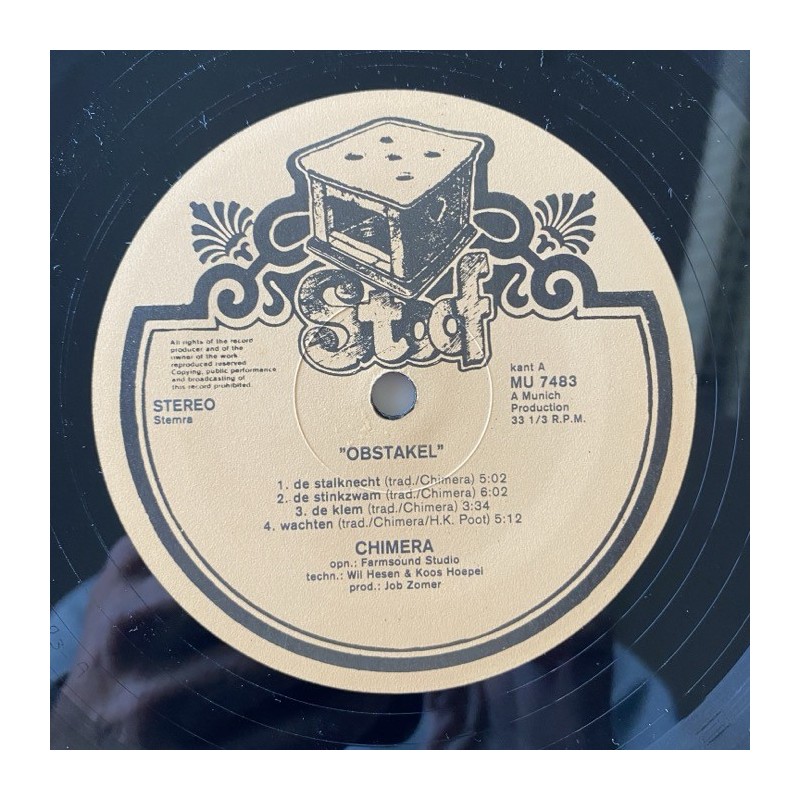 Stoof
All rights of the record
producer and of the
owner of the work
reproduced reserved
Copying, public performance
and broadcasting of
this record prohibited.
STEREO
Stemra
kant A
MU 7483
A Munich
Production
33 1/3 R.P.M.
"OBSTAKEL"
1. de stalknecht (trad./Chimera) 5:02
2. de stinkzwam (trad./Chimera) 6:02
3. de klem (trad./Chimera) 3:34
4. wachten (trad./Chimera/H.K. Poot) 5:12
CHIMERA
opn.: Farmsound Studio
techn.: Wil Hesen & Koos Hoepel
prod.: Job Zomer